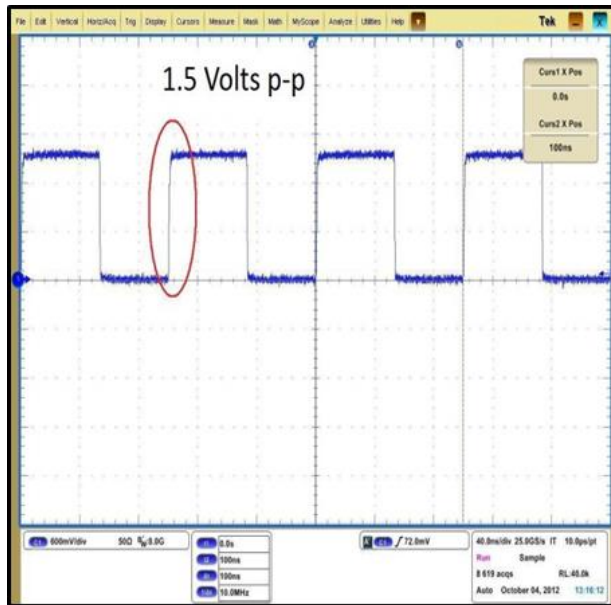 File Edit Vertical Horiz/Acq Trig Display Cursors Measure Mask Math MyScope Analyze Utilities Help
Tek
1.5 Volts p-p
Curs1 X Pos
0.0s
Curs2 X Pos
100ns
C1 600mV/div 50Ω
0.0s
100ns
100ns
10.0MHz
72.0mV
40.0ns/div 25.0GS/s IT 10.0ps/pt
Run Sample
8 619 acqs RL:40.0k
Auto October 04, 2012 13:16:12